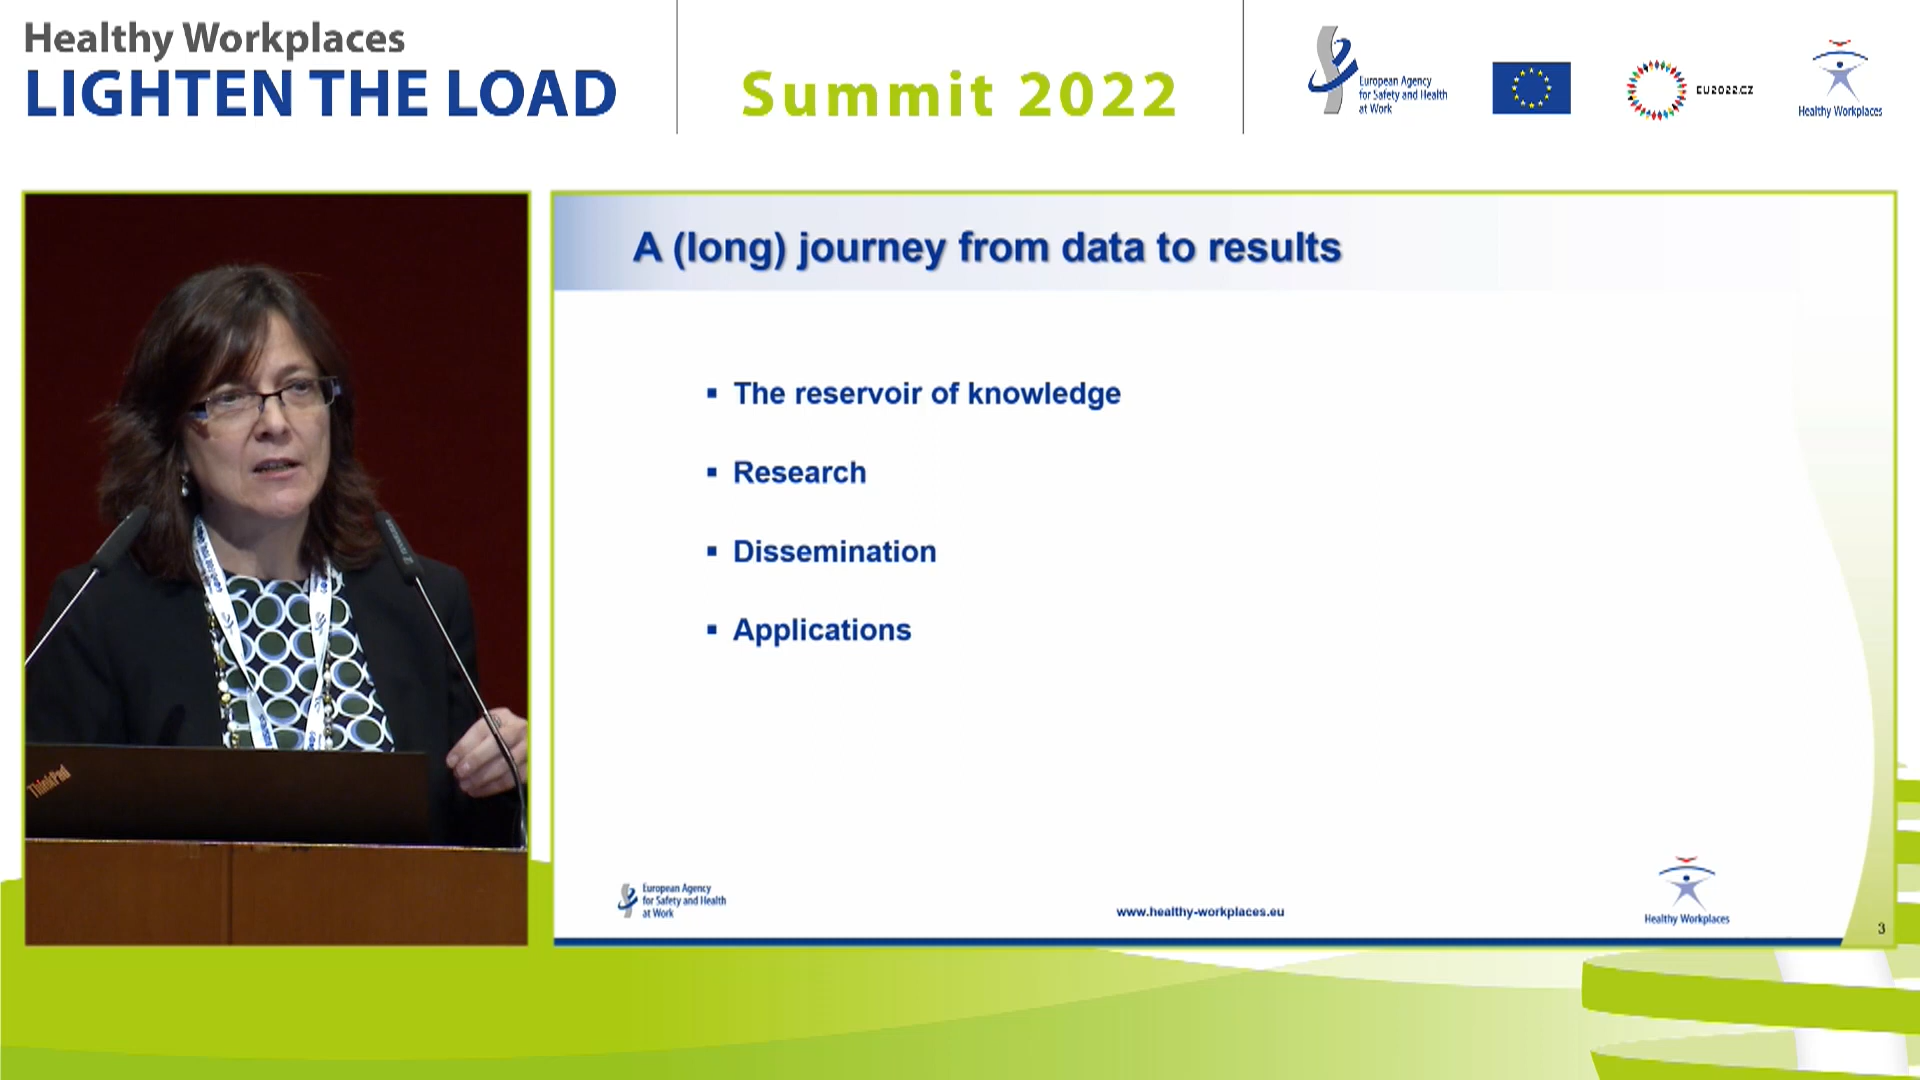 Healthy Workplaces
LIGHTEN THE LOAD
Summit 2022
European Agency
for Safety and Health
at Work
EU2022.CZ
Healthy Workplaces
A (long) journey from data to results
The reservoir of knowledge
Research
Dissemination
Applications
European Agency
for Safety and Health
at Work
www.healthy-workplaces.eu
Healthy Workplaces
3
ThinkPad